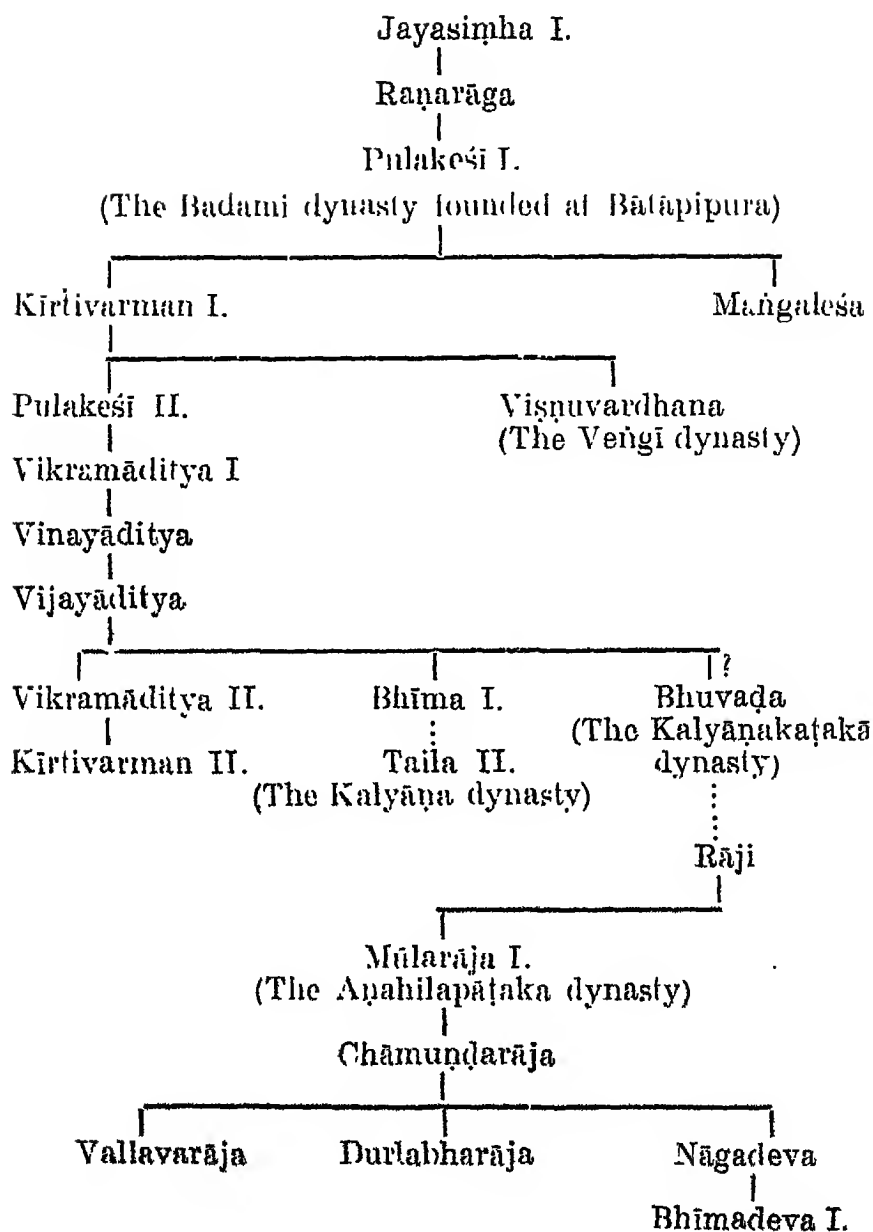 Jayasiṃha I.
Raṇarāga
Pulakeśi I.
(The Badami dynasty founded at Bātāpipura)
Kīrtivarman I. Maṅgaleśa
Pulakeśī II. Viṣṇuvardhana
(The Veṅgī dynasty)
Vikramāditya I
Vinayāditya
Vijayāditya
?
Vikramāditya II. Bhīma I. Bhuvaḍa
(The Kalyāṇakaṭakā
Kīrtivarman II. Taila II. dynasty)
(The Kalyāṇa dynasty)
Rāji
Mūlarāja I.
(The Aṇahilapāṭaka dynasty)
Chāmuṇḍarāja
Vallavarāja Durlabharāja Nāgadeva
Bhīmadeva I.